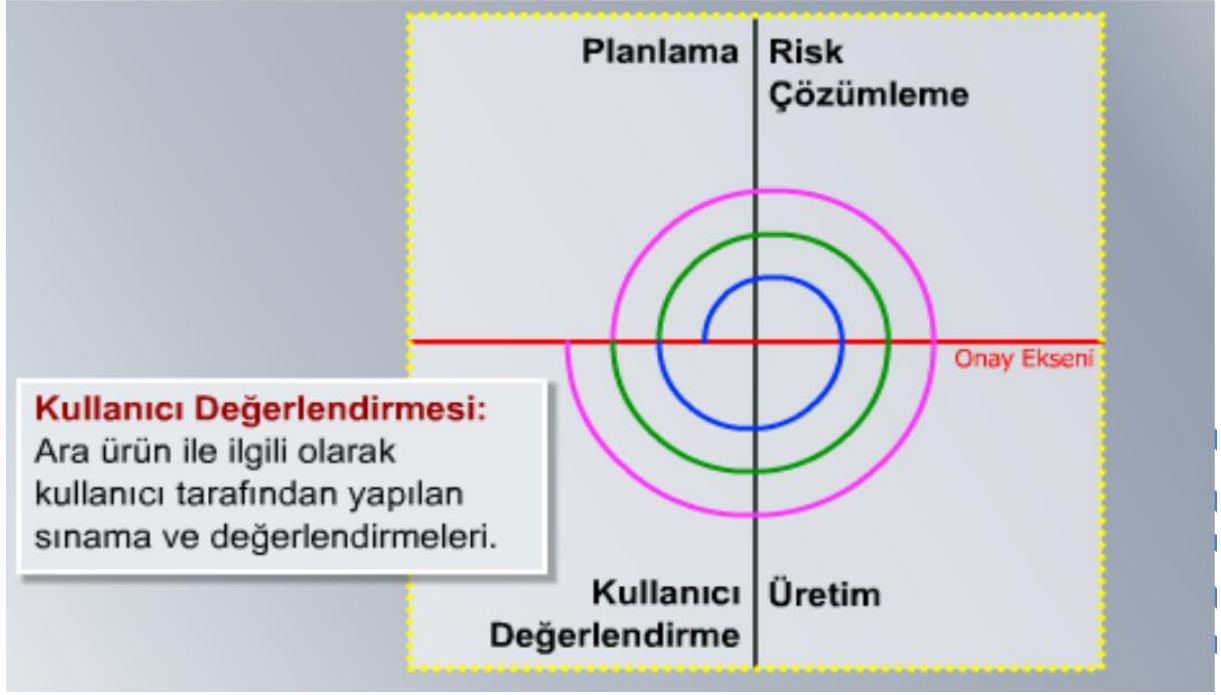 Planlama
Risk
Çözümleme
Onay Ekseni
Kullanıcı Değerlendirmesi:
Ara ürün ile ilgili olarak
kullanıcı tarafından yapılan
sınama ve değerlendirmeleri.
Kullanıcı
Değerlendirme
Üretim